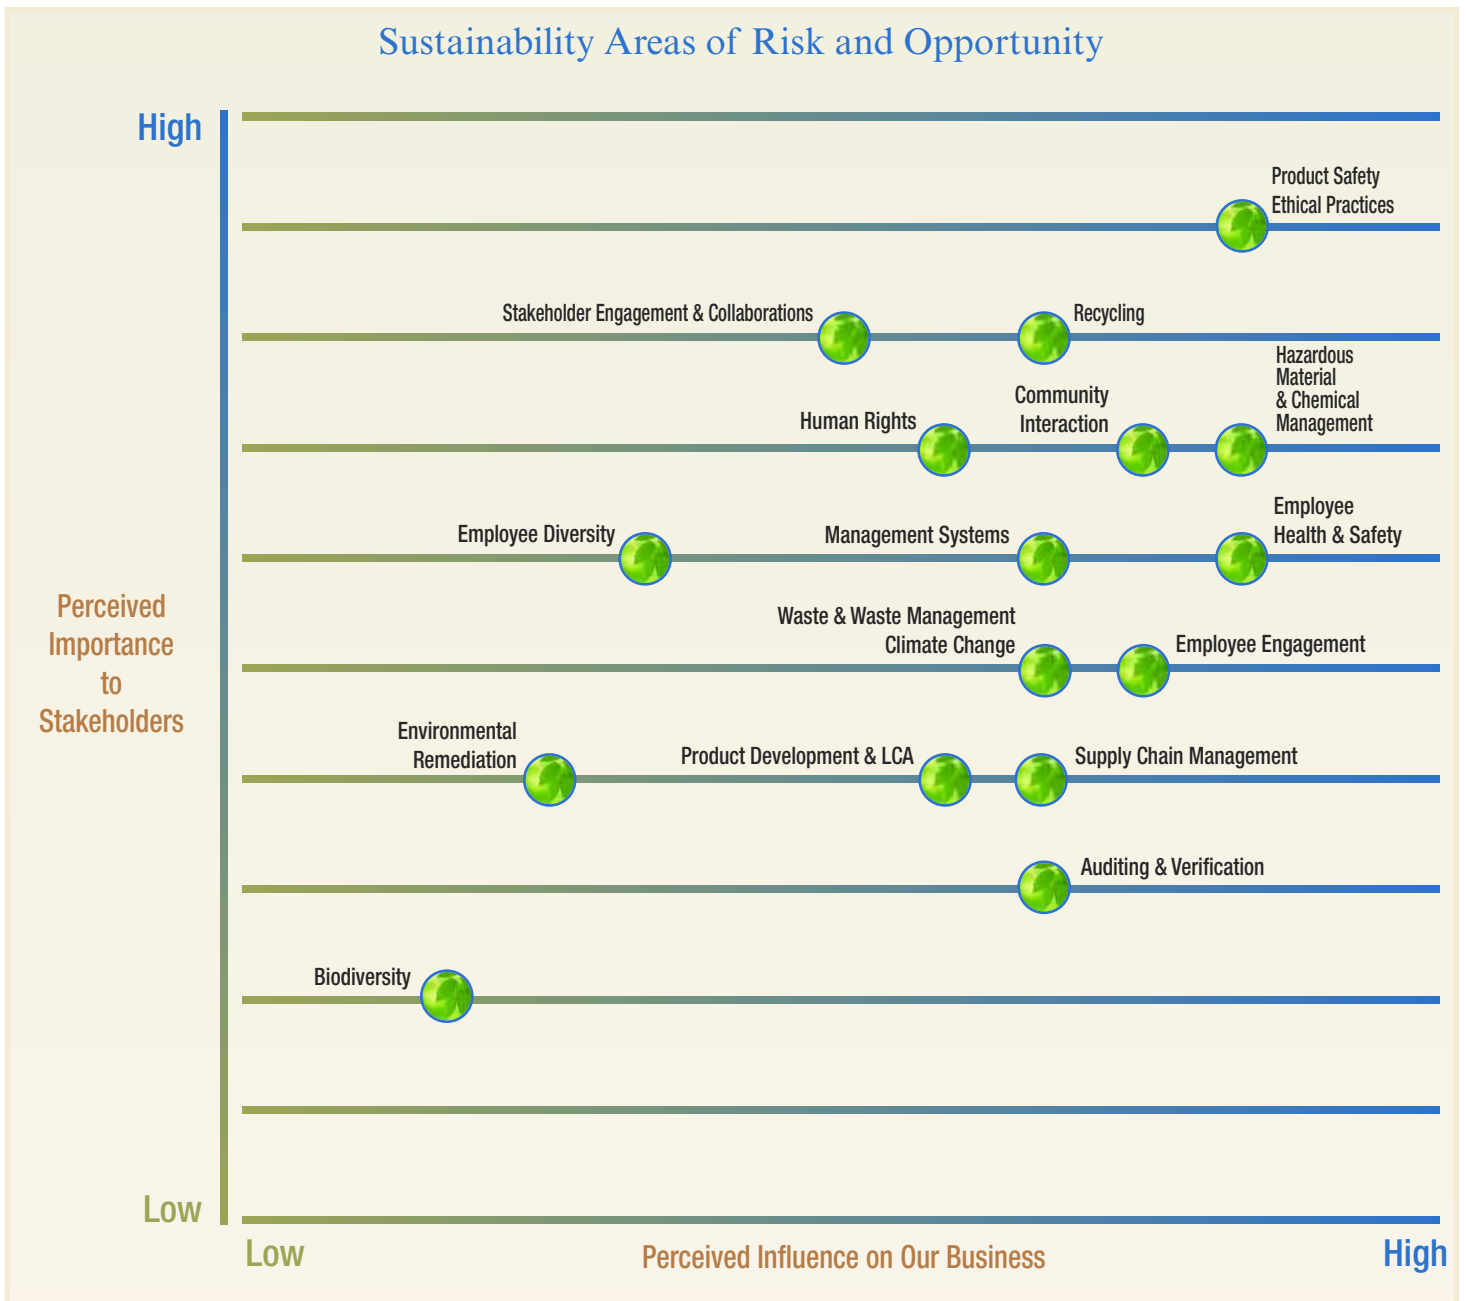 Sustainability Areas of Risk and Opportunity
High
Product Safety
Ethical Practices
Stakeholder Engagement & Collaborations
Recycling
Hazardous
Material
& Chemical
Management
Community
Interaction
Human Rights
Employee
Health & Safety
Employee Diversity
Management Systems
Perceived
Importance
to
Stakeholders
Waste & Waste Management
Climate Change
Employee Engagement
Environmental
Remediation
Product Development & LCA
Supply Chain Management
Auditing & Verification
Biodiversity
Low
Low
Perceived Influence on Our Business
High